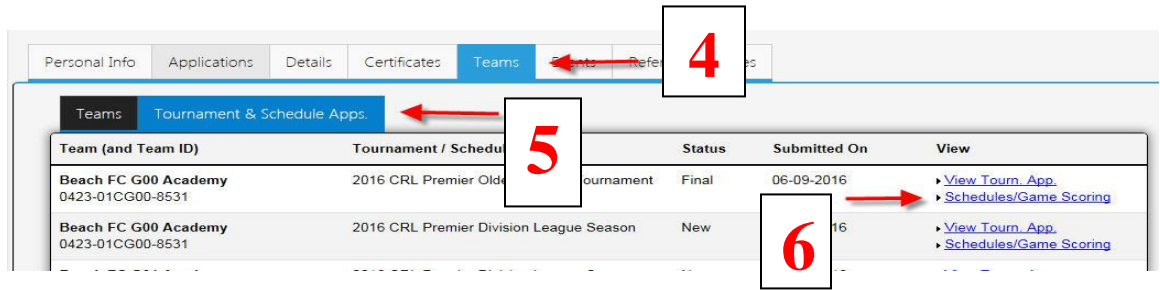 4
Personal Info Applications Details Certificates Teams
5
Teams Tournament & Schedule Apps.
Team (and Team ID) Tournament / Status Submitted On View
Beach FC G00 Academy 2016 CRL Premier Final 06-09-2016 View Tourn. App.
0423-01CG00-8531 Schedules/Game Scoring
6
Beach FC G00 Academy 2016 CRL Premier Division League Season New 16 View Tourn. App.
0423-01CG00-8531 Schedules/Game Scoring